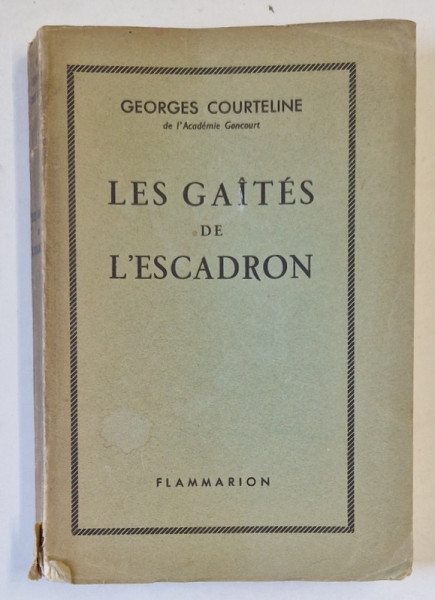 GEORGES COURTELINE
de l'Académie Goncourt
LES GAÎTÉS
DE
L'ESCADRON
FLAMMARION